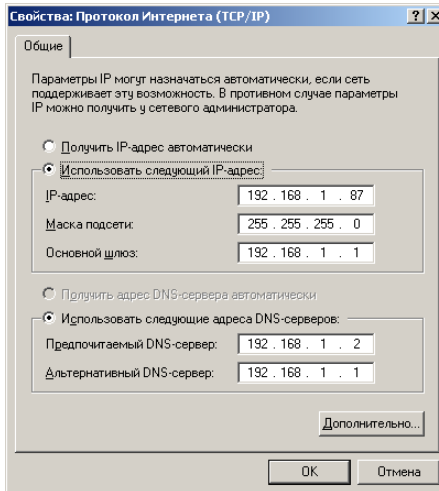 Свойства: Протокол Интернета (TCP/IP)
Общие
Параметры IP могут назначаться автоматически, если сеть
поддерживает эту возможность. В противном случае параметры
IP можно получить у сетевого администратора.
Получить IP-адрес автоматически
Использовать следующий IP-адрес:
IP-адрес: 192 . 168 . 1 . 87
Маска подсети: 255 . 255 . 255 . 0
Основной шлюз: 192 . 168 . 1 . 1
Получить адрес DNS-сервера автоматически
Использовать следующие адреса DNS-серверов:
Предпочитаемый DNS-сервер: 192 . 168 . 1 . 2
Альтернативный DNS-сервер: 192 . 168 . 1 . 1
Дополнительно...
OK Отмена